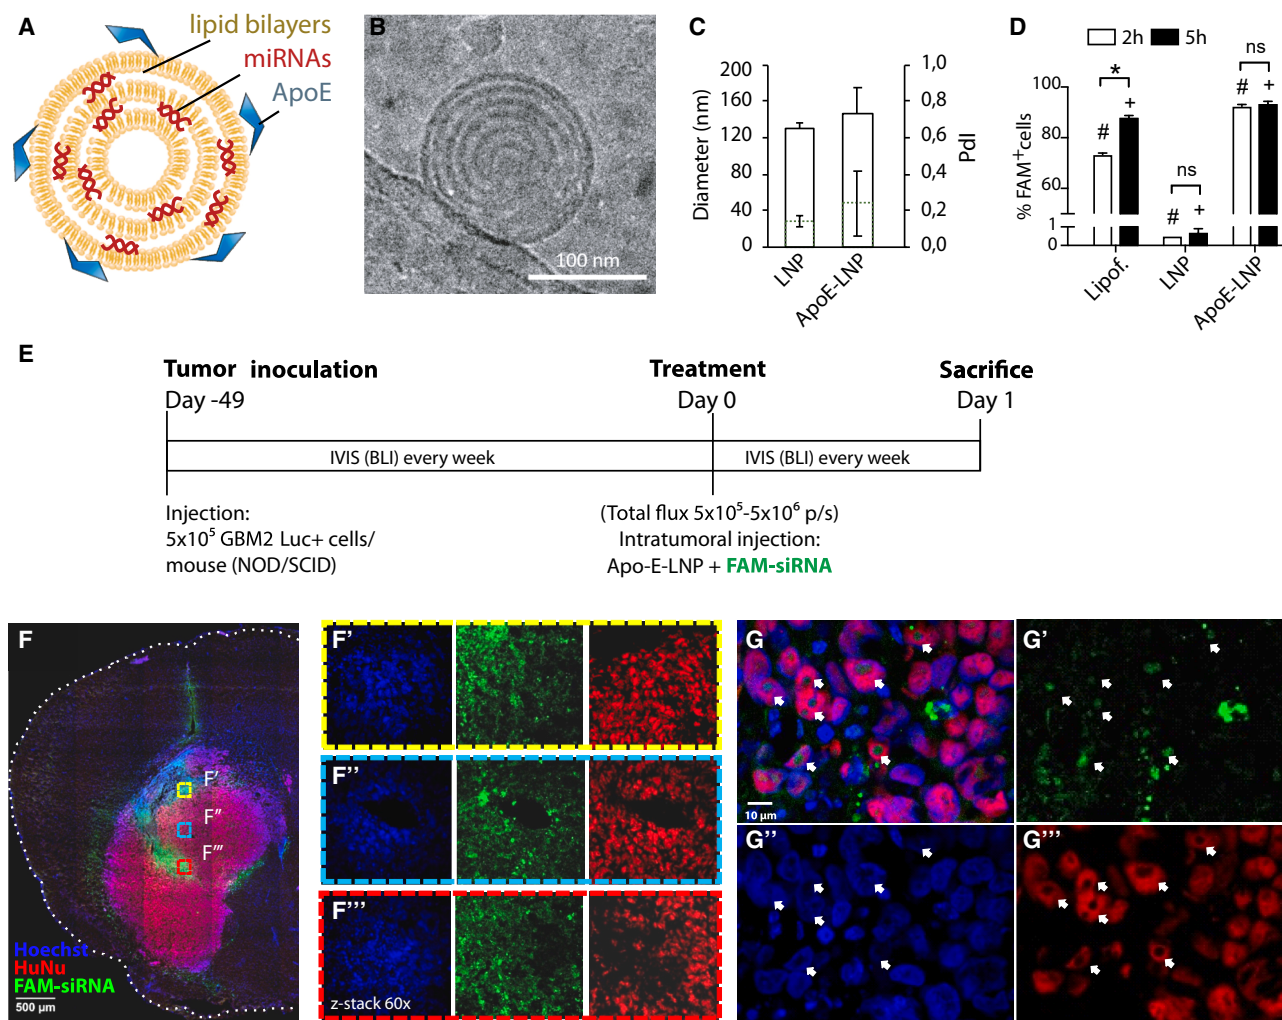 A
lipid bilayers
miRNAs
ApoE
B
100 nm
C
Diameter (nm)
200
160
120
80
40
0
1,0
0,8
0,6
0,4
0,2
0,0
PdI
LNP
ApoE-LNP
D
2h
5h
% FAM+cells
100
80
60
1
0
*
#
+
ns
#
+
ns
#
+
Lipof.
LNP
ApoE-LNP
E
Tumor inoculation
Day -49
Treatment
Day 0
Sacrifice
Day 1
IVIS (BLI) every week
IVIS (BLI) every week
Injection:
5x10⁵ GBM2 Luc+ cells/
mouse (NOD/SCID)
(Total flux 5x10⁵-5x10⁶ p/s)
Intratumoral injection:
Apo-E-LNP + FAM-siRNA
F
F'
F''
F'''
Hoechst
HuNu
FAM-siRNA
500 µm
F'
F''
F'''
z-stack 60x
G
10 µm
G'
G''
G'''